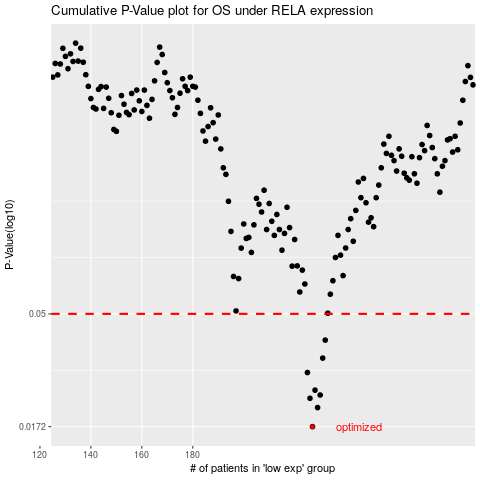 Cumulative P-Value plot for OS under RELA expression
P-Value(log10)
0.05
0.0172
optimized
120 140 160 180
# of patients in 'low exp' group